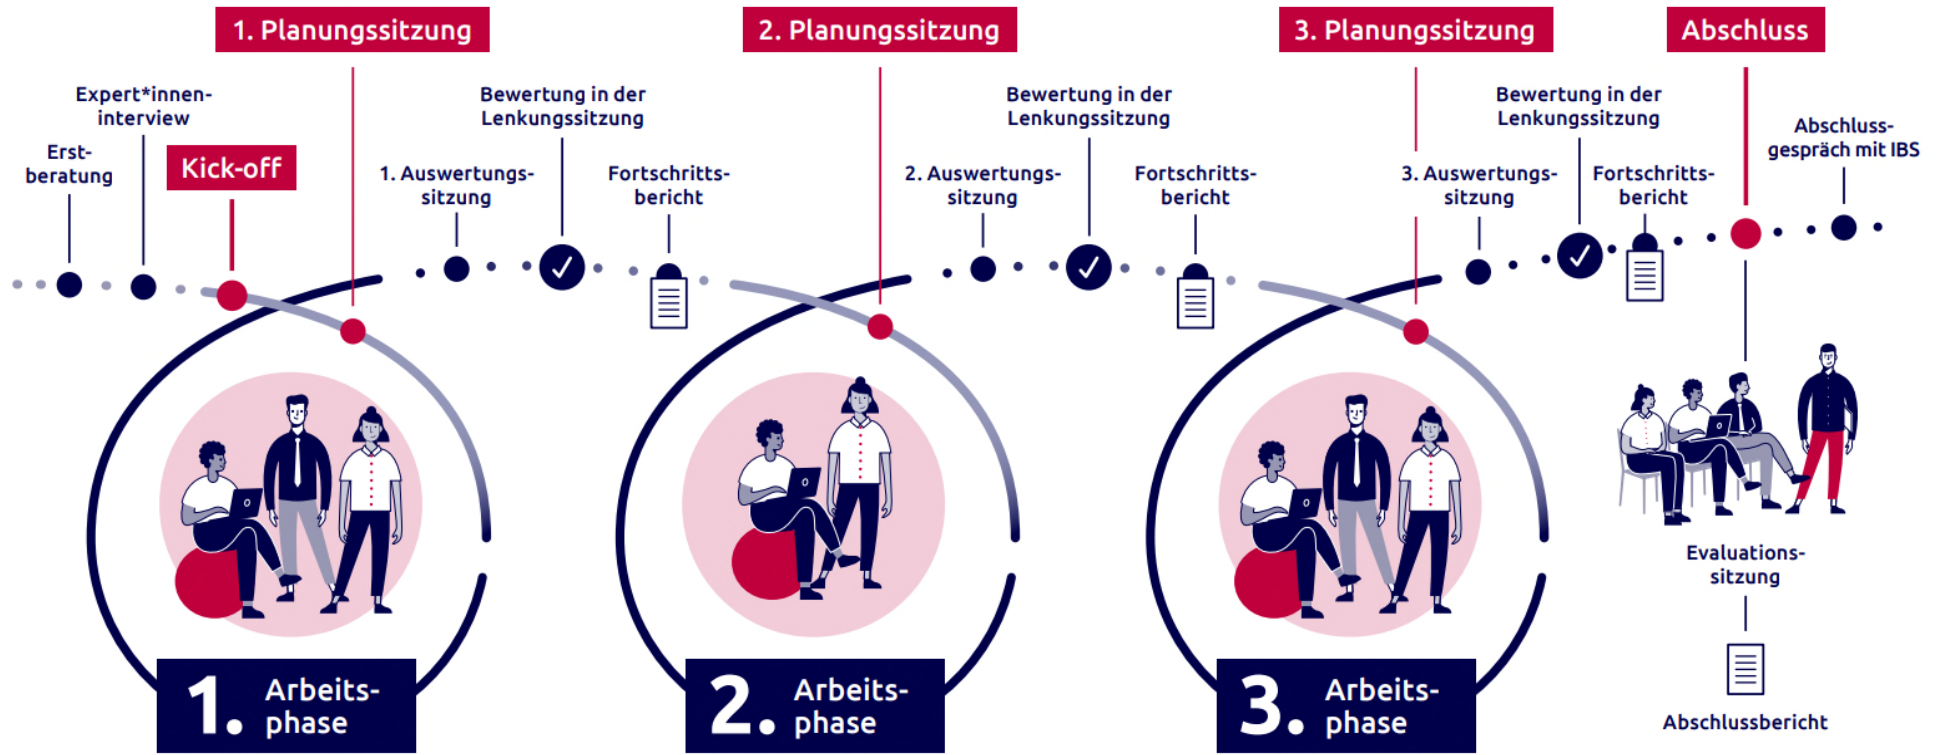 1. Planungssitzung
2. Planungssitzung
3. Planungssitzung
Abschluss
Expert*innen-
interview
Erst-
beratung
Kick-off
1. Auswertungs-
sitzung
Bewertung in der
Lenkungssitzung
Fortschritts-
bericht
2. Auswertungs-
sitzung
Bewertung in der
Lenkungssitzung
Fortschritts-
bericht
3. Auswertungs-
sitzung
Bewertung in der
Lenkungssitzung
Fortschritts-
bericht
Abschluss-
gespräch mit IBS
1. Arbeits-
phase
2. Arbeits-
phase
3. Arbeits-
phase
Evaluations-
sitzung
Abschlussbericht